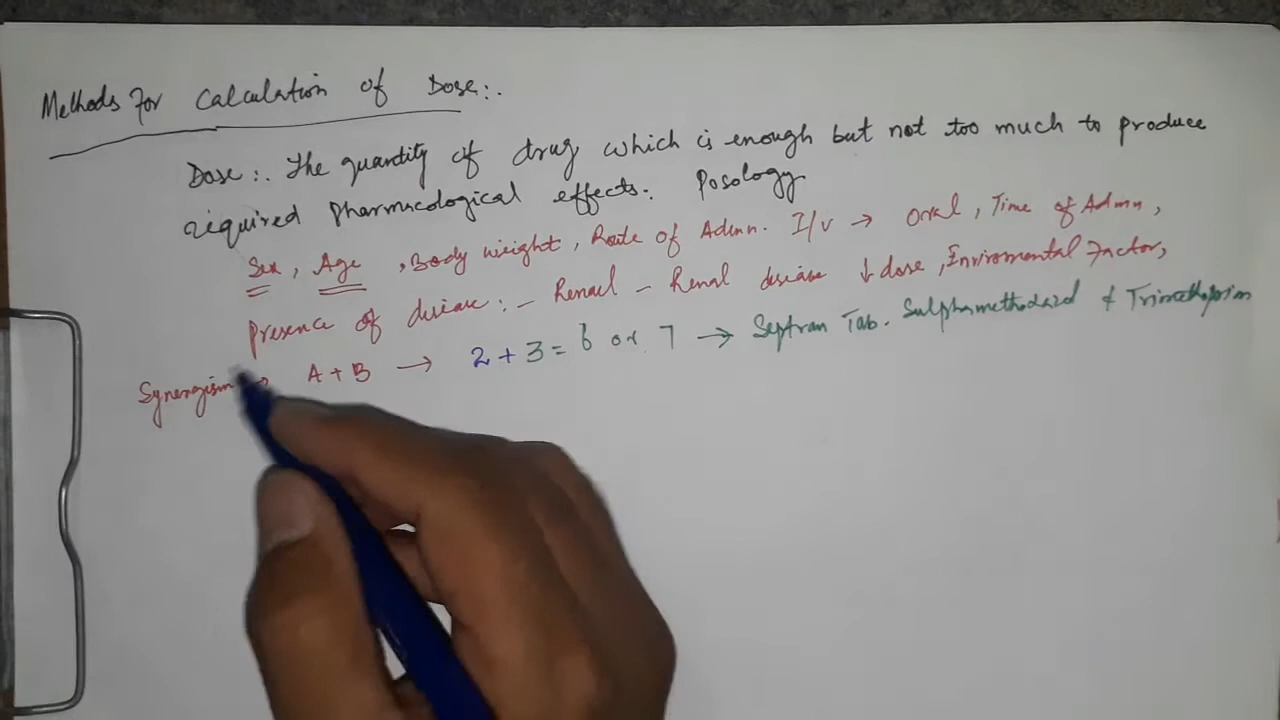 Methods For Calculation of Dose:.
Dose:. The quantity of drug which is enough but not too much to produce
required Pharmacological effects. Posology
Sex, Age, Body weight, Route of Admn. I/v → Oral, Time of Admn,
Presence of disease:- Renael - Renal disease ↓ dose, Enviromental Factor,
Synergism → A + B → 2 + 3 = 6 or 7 → Septran Tab. Sulphamethoxazol & Trimethoprim